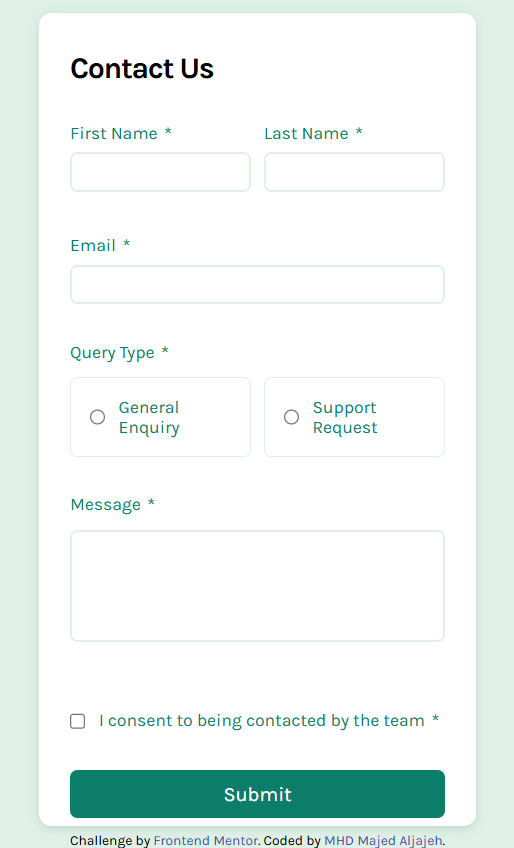 Contact Us
First Name *
Last Name *
Email *
Query Type *
General
Enquiry
Support
Request
Message *
I consent to being contacted by the team *
Submit
Challenge by Frontend Mentor. Coded by MHD Majed Aljajeh.